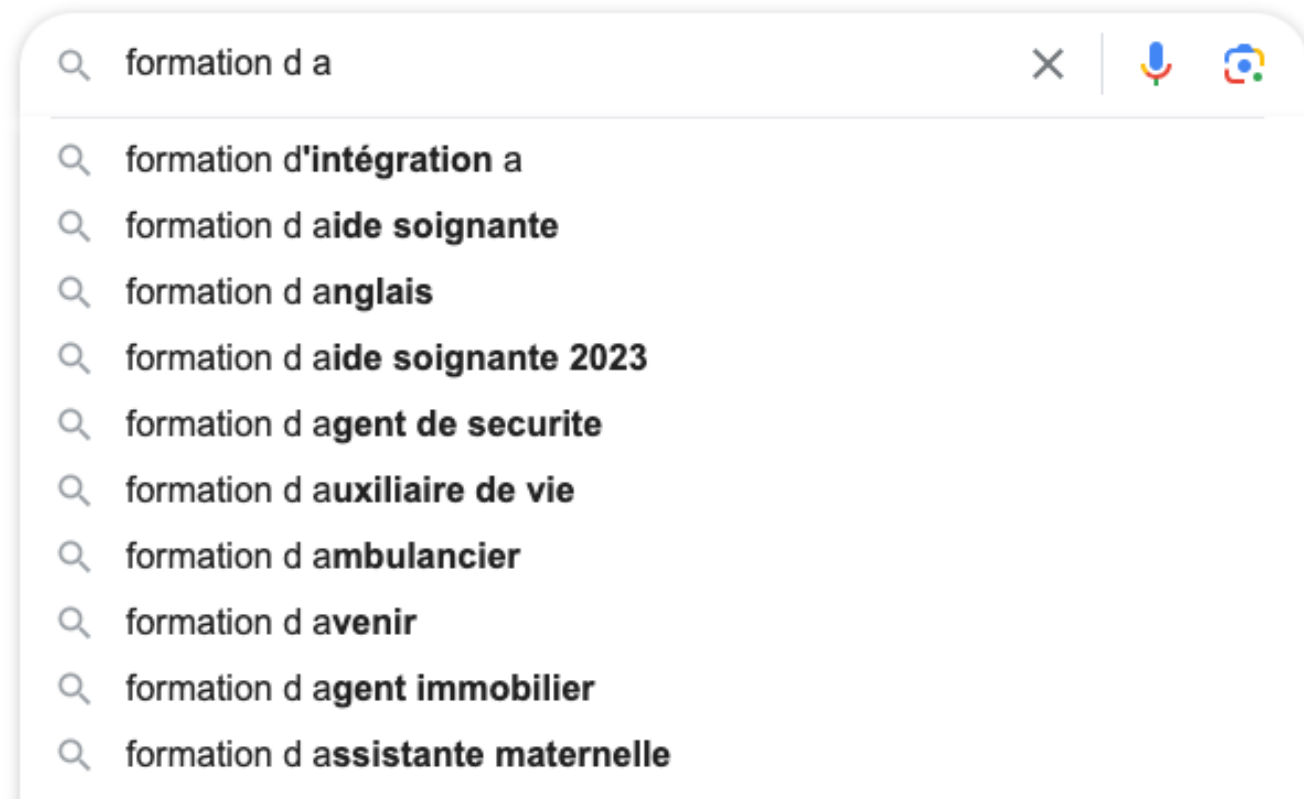 formation d a
formation d'intégration a
formation d aide soignante
formation d anglais
formation d aide soignante 2023
formation d agent de securite
formation d auxiliaire de vie
formation d ambulancier
formation d avenir
formation d agent immobilier
formation d assistante maternelle